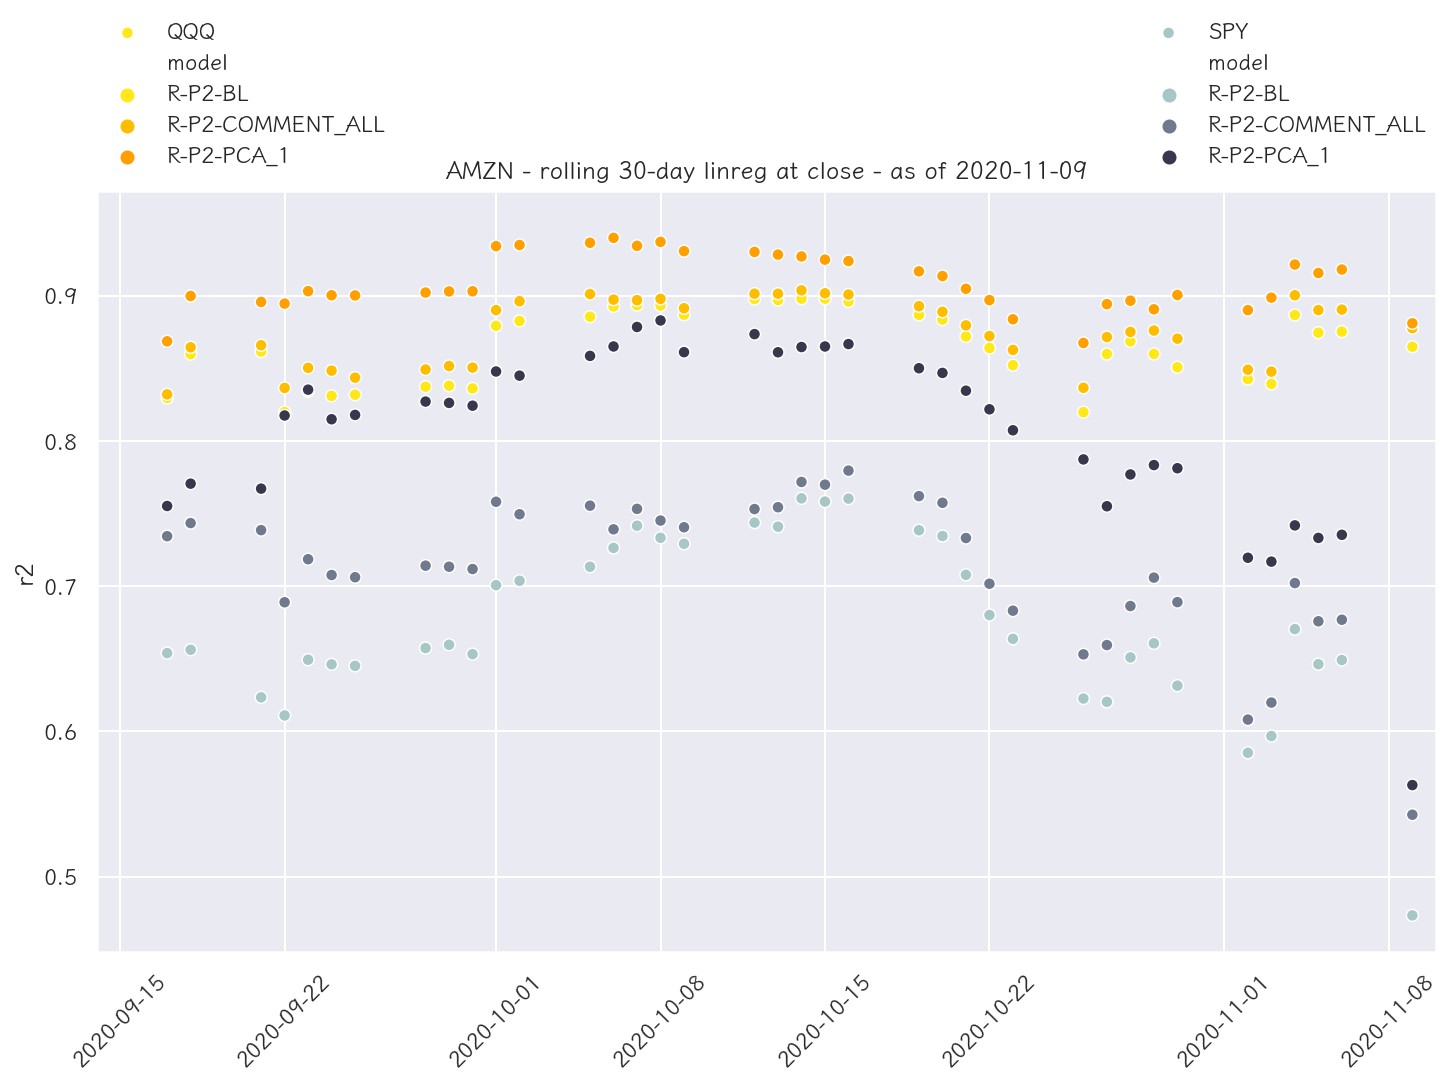 QQQ
model
R-P2-BL
R-P2-COMMENT_ALL
R-P2-PCA_1
SPY
model
R-P2-BL
R-P2-COMMENT_ALL
R-P2-PCA_1
AMZN - rolling 30-day linreg at close - as of 2020-11-09
r2
0.9
0.8
0.7
0.6
0.5
2020-09-15
2020-09-22
2020-10-01
2020-10-08
2020-10-15
2020-10-22
2020-11-01
2020-11-08